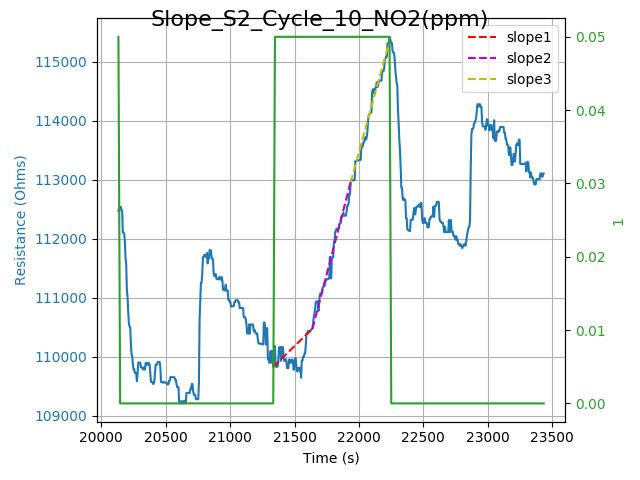 Slope_S2_Cycle_10_NO2(ppm)
slope1
slope2
slope3
115000
114000
113000
112000
111000
110000
109000
Resistance (Ohms)
0.05
0.04
0.03
0.02
0.01
0.00
1
20000 20500 21000 21500 22000 22500 23000 23500
Time (s)